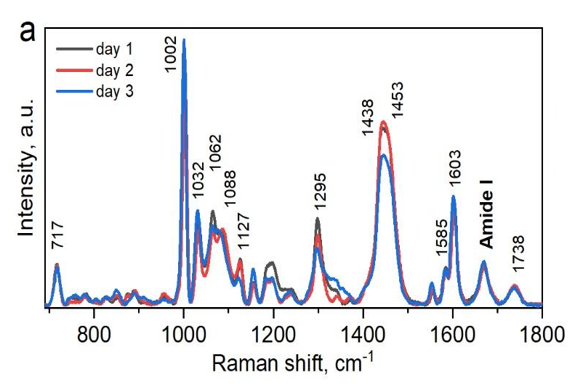 a
day 1
day 2
day 3
717
1002
1032
1062
1088
1127
1295
1438
1453
1585
1603
Amide I
1738
Intensity, a.u.
800 1000 1200 1400 1600 1800
Raman shift, cm⁻¹